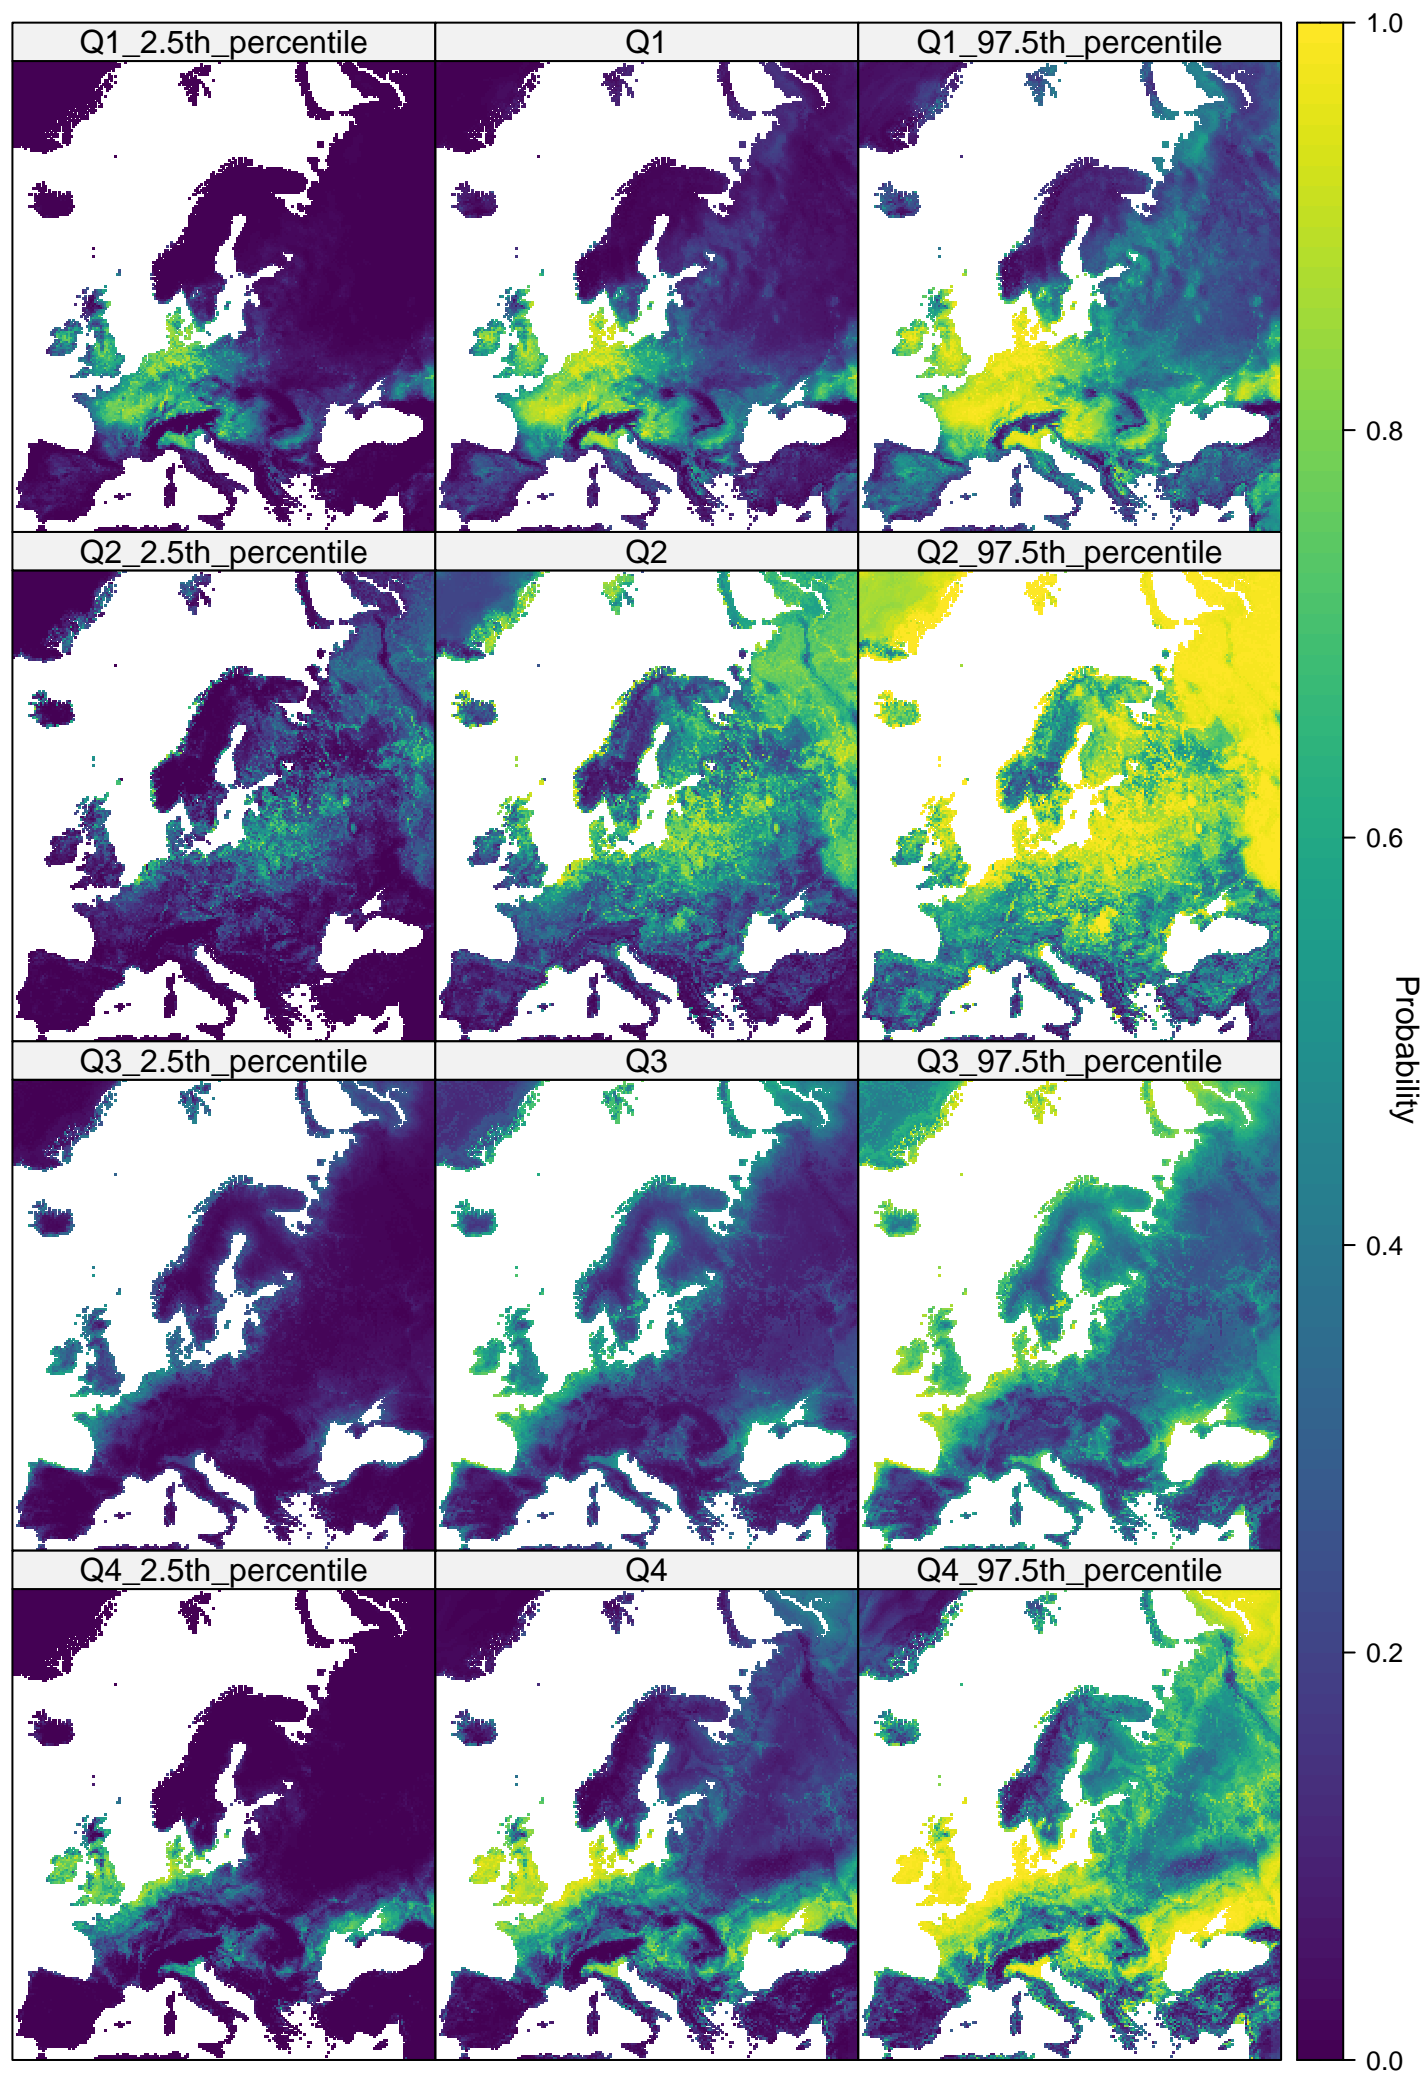 Q1_2.5th_percentile
Q1
Q1_97.5th_percentile
Q2_2.5th_percentile
Q2
Q2_97.5th_percentile
Q3_2.5th_percentile
Q3
Q3_97.5th_percentile
Q4_2.5th_percentile
Q4
Q4_97.5th_percentile
1.0
0.8
0.6
0.4
0.2
0.0
Probability